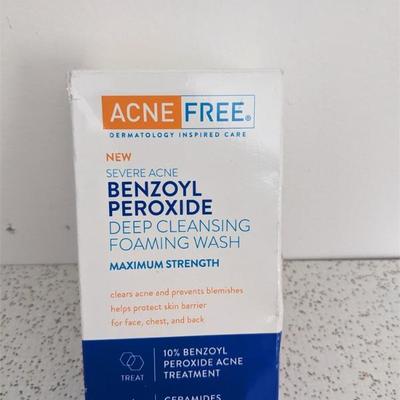 ACNE FREE®
DERMATOLOGY INSPIRED CARE
NEW
SEVERE ACNE
BENZOYL
PEROXIDE
DEEP CLEANSING
FOAMING WASH
MAXIMUM STRENGTH
clears acne and prevents blemishes
helps protect skin barrier
for face, chest, and back
TREAT
10% BENZOYL
PEROXIDE ACNE
TREATMENT
CERAMIDES